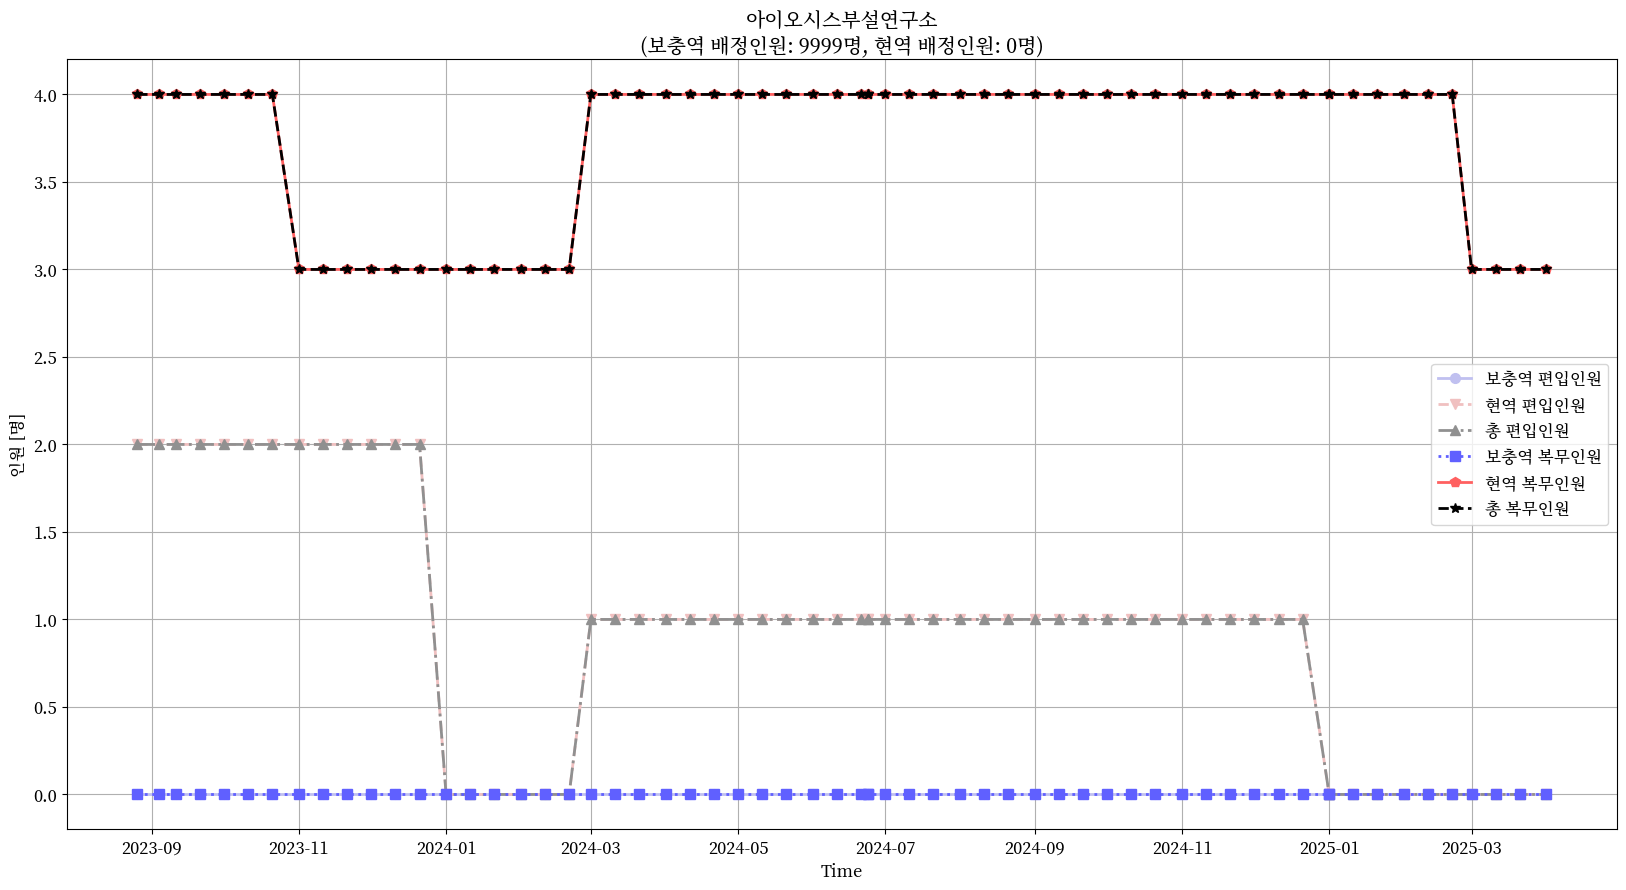 아이오시스부설연구소
(보충역 배정인원: 9999명, 현역 배정인원: 0명)
4.0
3.5
3.0
2.5
2.0
1.5
1.0
0.5
0.0
인원 [명]
보충역 편입인원
현역 편입인원
총 편입인원
보충역 복무인원
현역 복무인원
총 복무인원
2023-09
2023-11
2024-01
2024-03
2024-05
2024-07
2024-09
2024-11
2025-01
2025-03
Time